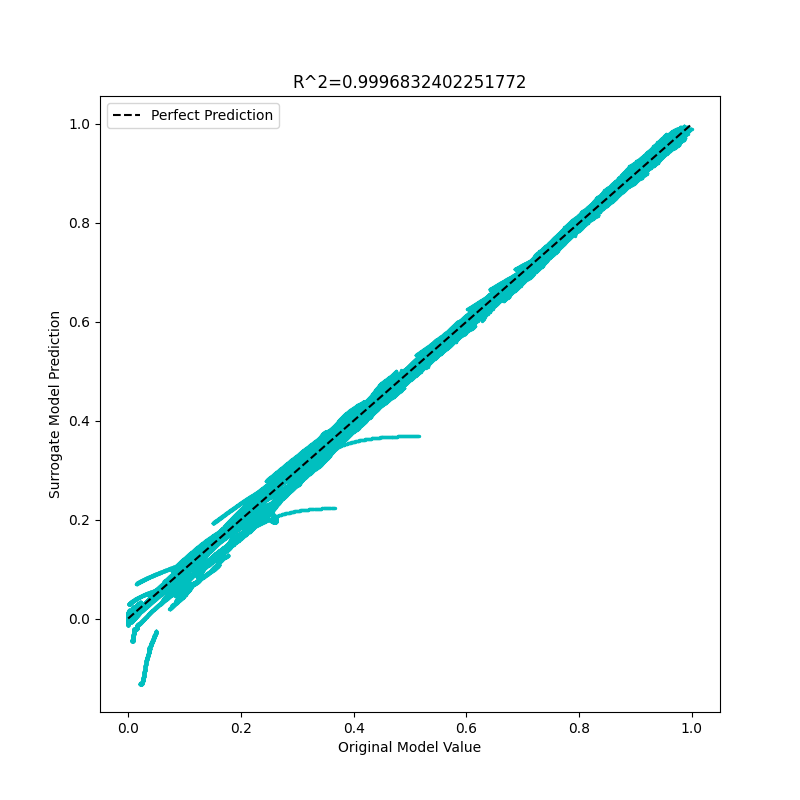 R^2=0.9996832402251772
Perfect Prediction
1.0
0.8
0.6
0.4
0.2
0.0
Surrogate Model Prediction
0.0 0.2 0.4 0.6 0.8 1.0
Original Model Value